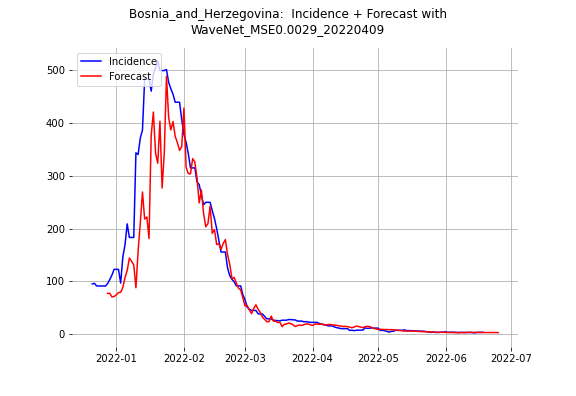 Bosnia_and_Herzegovina:  Incidence + Forecast with
WaveNet_MSE0.0029_20220409
Incidence
Forecast
500
400
300
200
100
0
2022-01 2022-02 2022-03 2022-04 2022-05 2022-06 2022-07